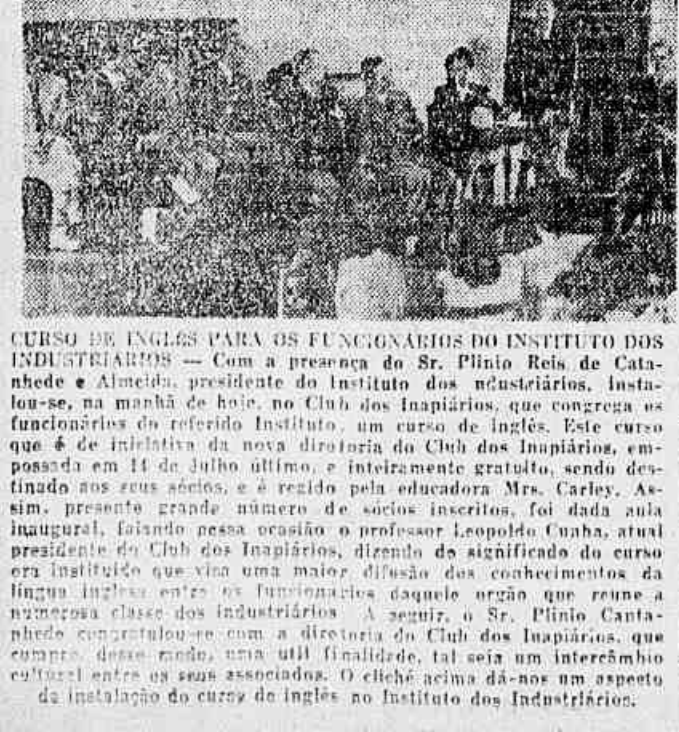 CURSO DE INGLÊS PARA OS FUNCIONÁRIOS DO INSTITUTO DOS
INDUSTRIÁRIOS — Com a presença do Sr. Plinio Reis de Cata-
nhede e Almeida, presidente do Instituto dos ndustriários, insta-
lou-se, na manhã de hoje, no Club dos Inapiários, que congrega os
funcionários do referido Instituto, um curso de inglês. Este curso
que é de iniciativa da nova diretoria do Club dos Inapiários, em-
possada em 14 de Julho último, e inteiramente gratuito, sendo des-
tinado aos seus sócios, e é regido pela educadora Mrs. Carley. As-
sim, presente grande número de sócios inscritos, foi dada aula
inaugural, falando nessa ocasião o professor Leopoldo Cunha, atual
presidente do Club dos Inapiários, dizendo do significado do curso
ora instituido que visa uma maior difusão dos conhecimentos da
lingua inglesa entre os funcionarios daquele orgão que reune a
numerosa classe dos industriários A seguir, o Sr. Plinio Canta-
nhede congratulou-se com a diretoria do Club dos Inapiários, que
cumpre, desse modo, uma util finalidade, tal seja um intercâmbio
cultural entre os seus associados. O cliché acima dá-nos um aspecto
da instalação do curso de inglês no Instituto dos Industriários.